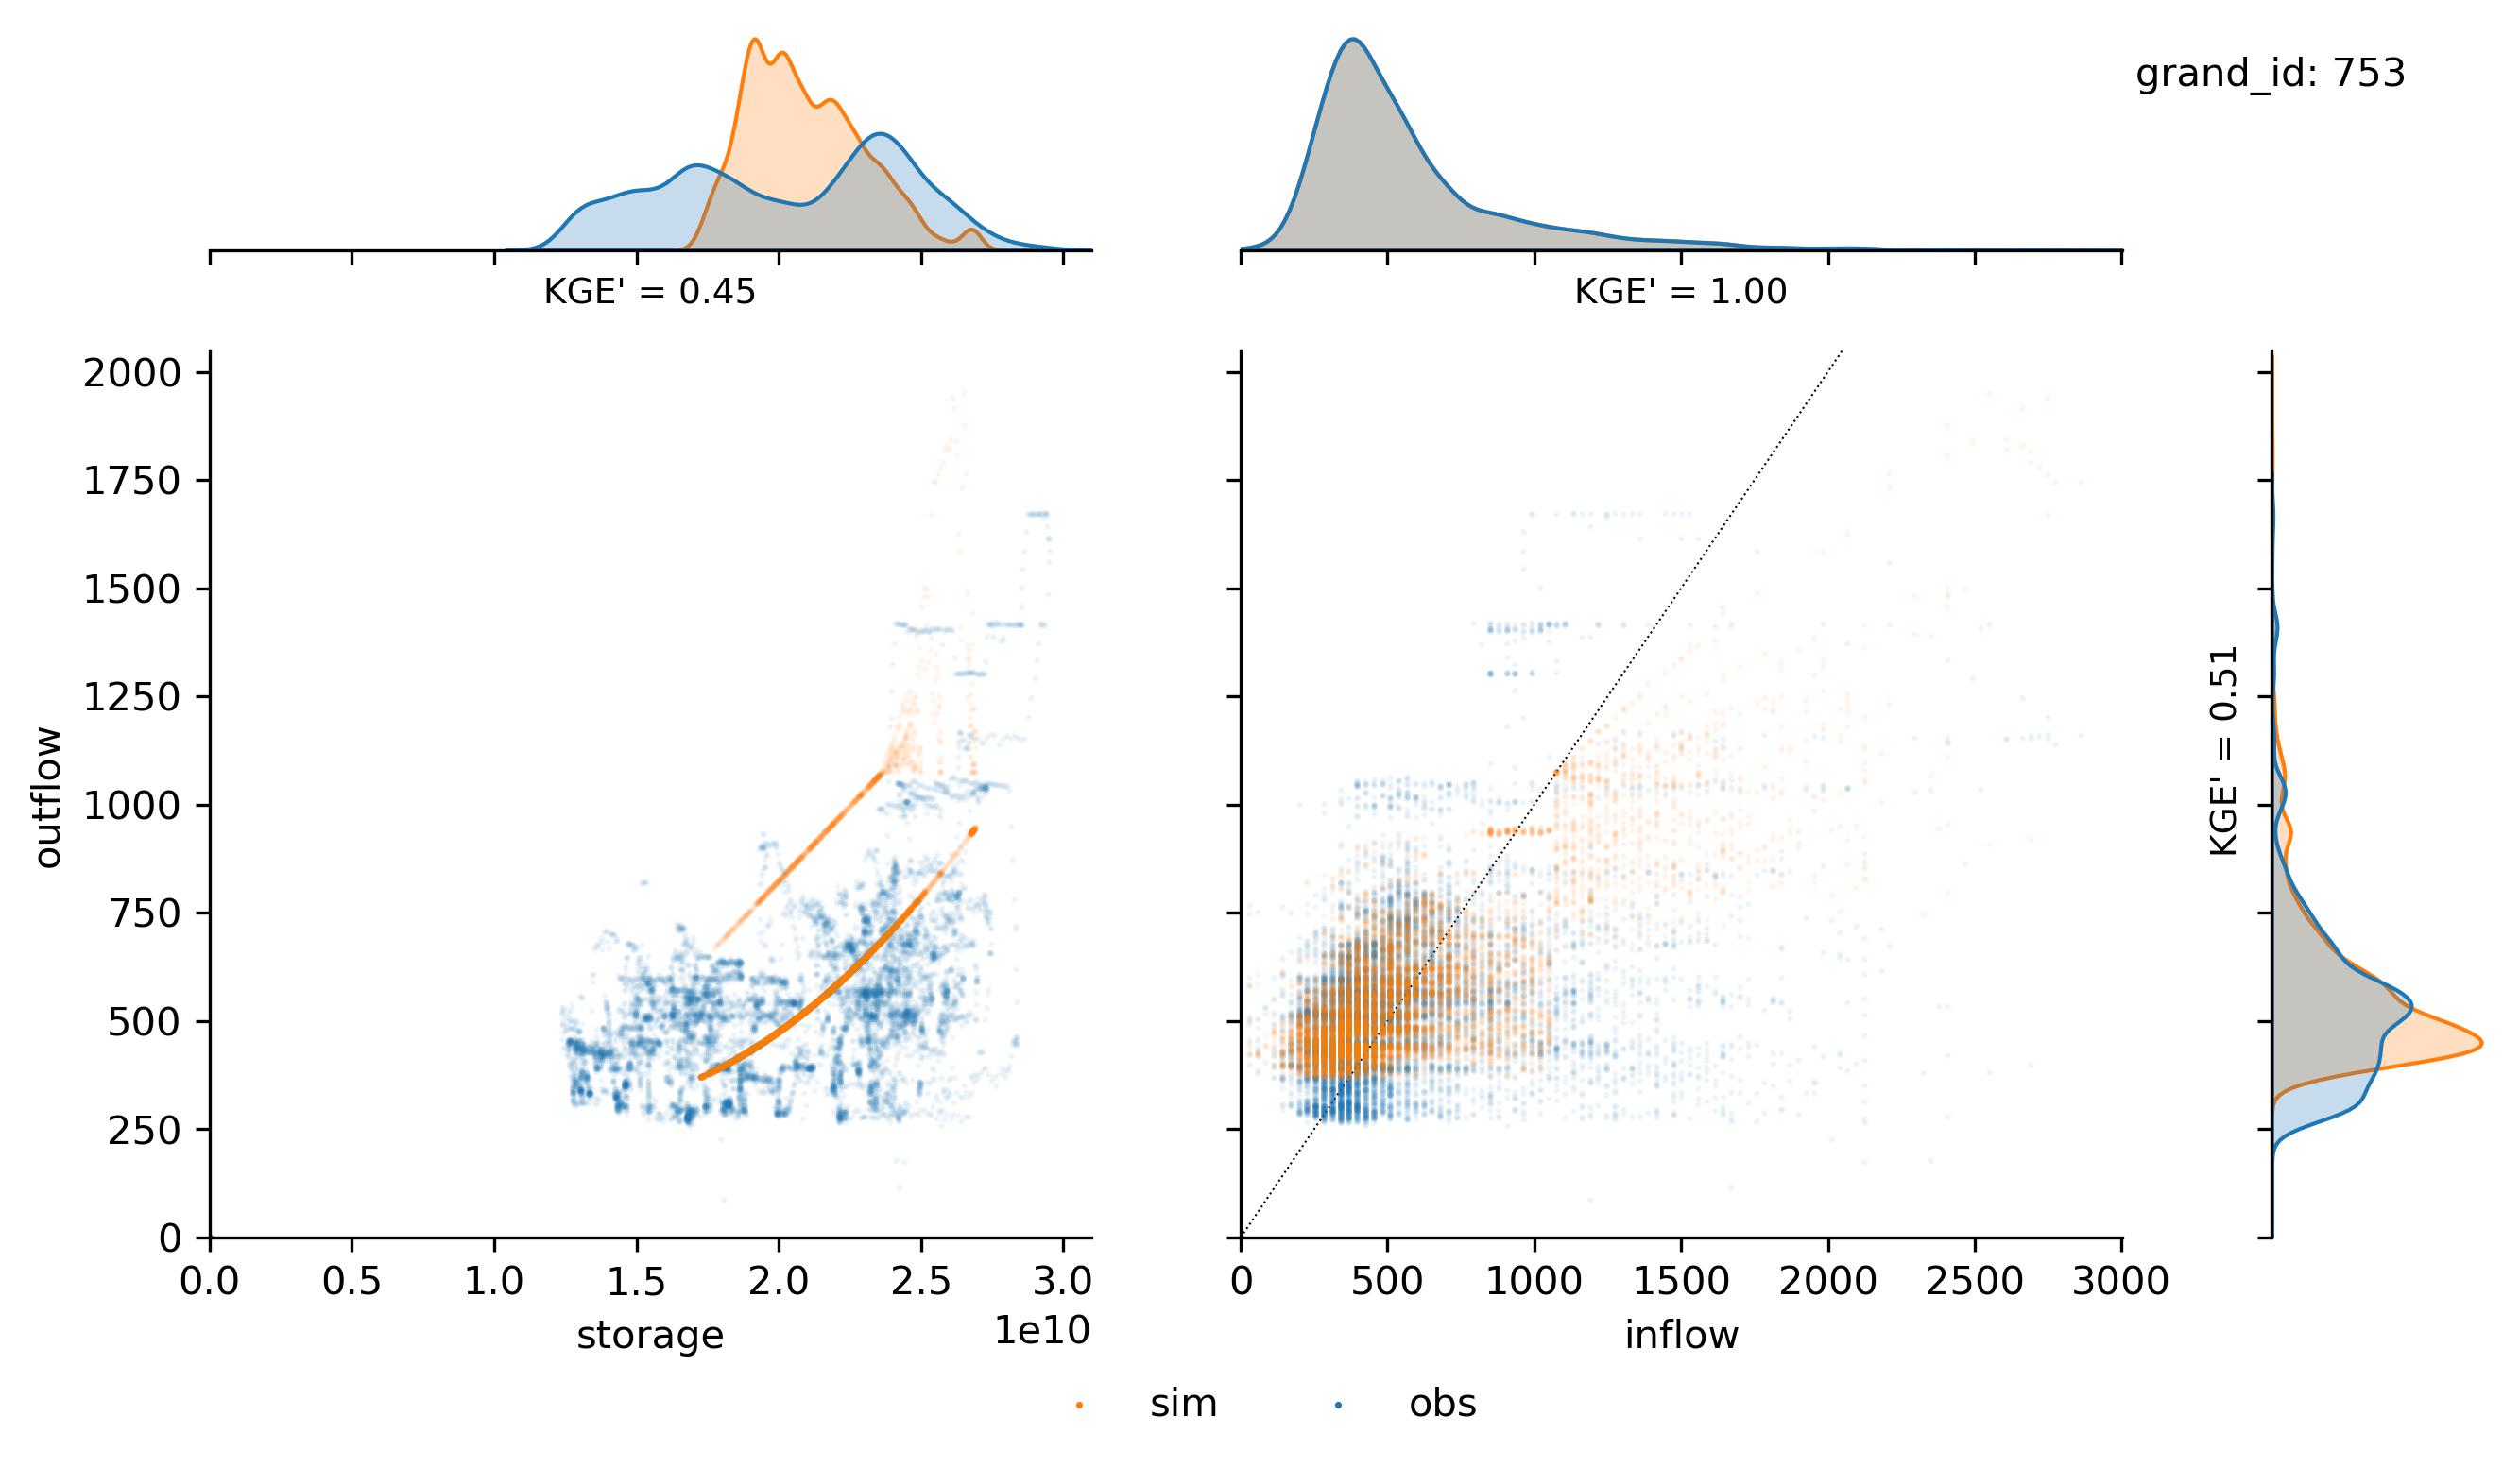 grand_id: 753
KGE' = 0.45
KGE' = 1.00
2000
1750
1500
1250
1000
750
500
250
0
outflow
KGE' = 0.51
0.0 0.5 1.0 1.5 2.0 2.5 3.0
1e10
storage
0 500 1000 1500 2000 2500 3000
inflow
sim obs